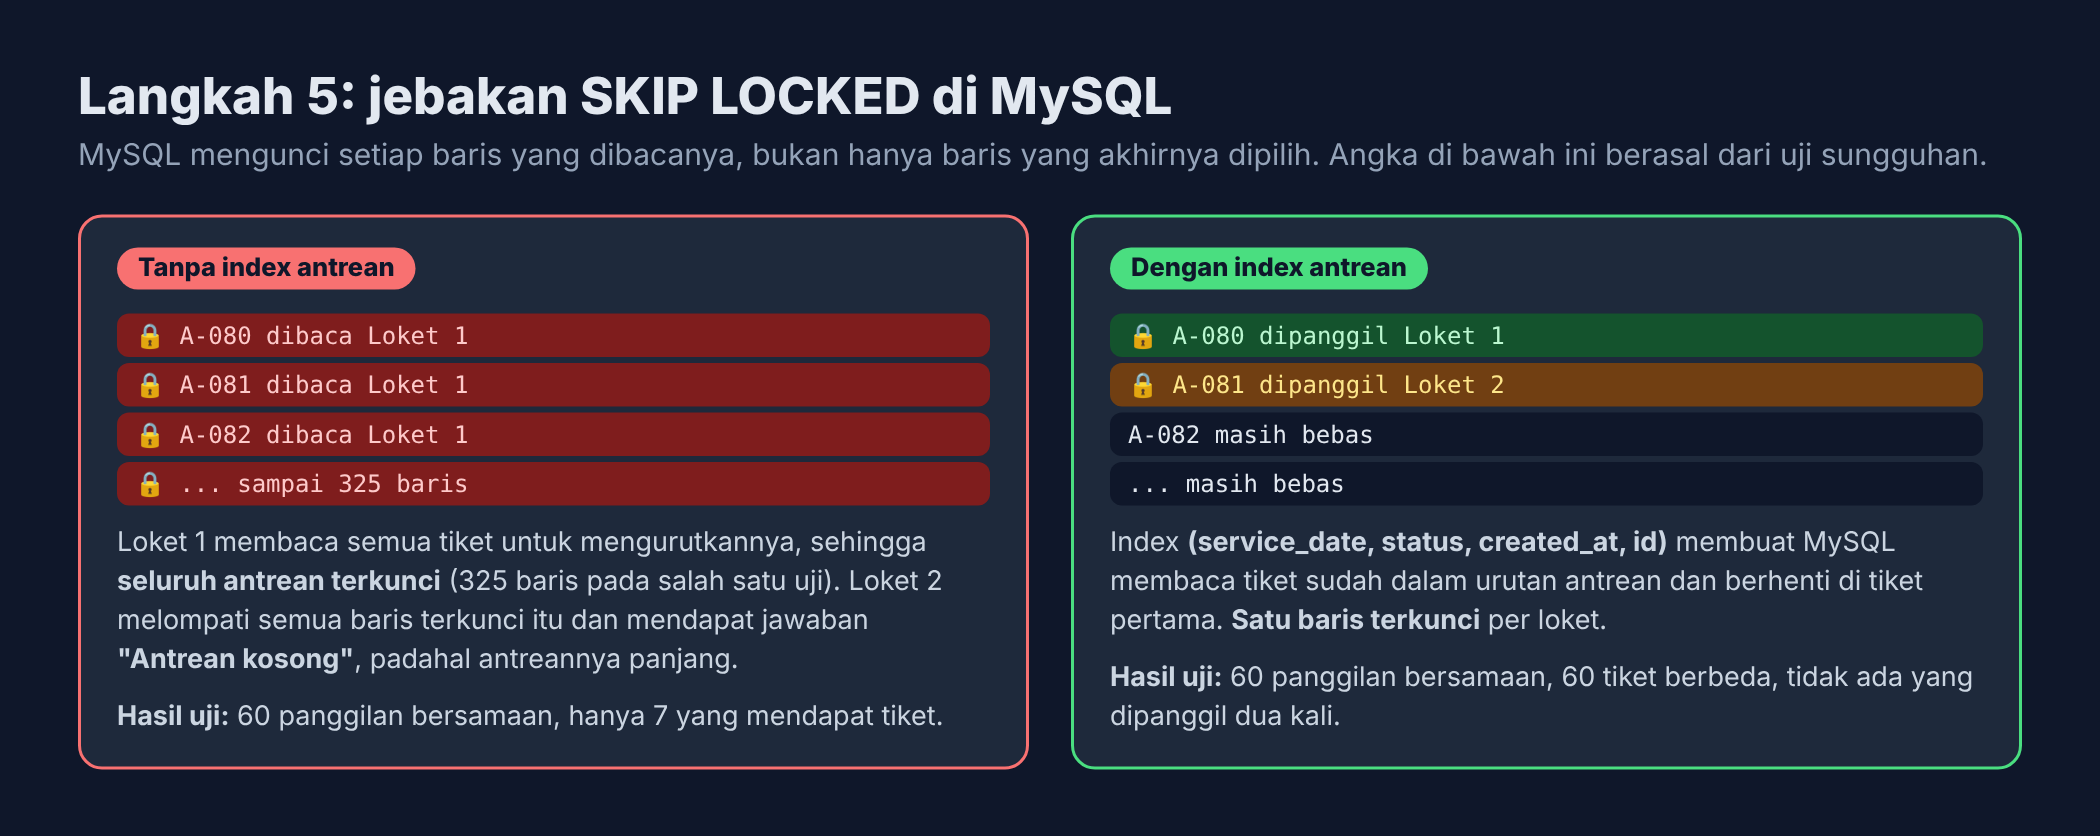 Langkah 5: jebakan SKIP LOCKED di MySQL
MySQL mengunci setiap baris yang dibacanya, bukan hanya baris yang akhirnya dipilih. Angka di bawah ini berasal dari uji sungguhan.
Tanpa index antrean
🔒 A-080 dibaca Loket 1
🔒 A-081 dibaca Loket 1
🔒 A-082 dibaca Loket 1
🔒 ... sampai 325 baris
Loket 1 membaca semua tiket untuk mengurutkannya, sehingga
seluruh antrean terkunci (325 baris pada salah satu uji). Loket 2
melompati semua baris terkunci itu dan mendapat jawaban
"Antrean kosong", padahal antreannya panjang.
Hasil uji: 60 panggilan bersamaan, hanya 7 yang mendapat tiket.
Dengan index antrean
🔒 A-080 dipanggil Loket 1
🔒 A-081 dipanggil Loket 2
A-082 masih bebas
... masih bebas
Index (service_date, status, created_at, id) membuat MySQL
membaca tiket sudah dalam urutan antrean dan berhenti di tiket
pertama. Satu baris terkunci per loket.
Hasil uji: 60 panggilan bersamaan, 60 tiket berbeda, tidak ada yang
dipanggil dua kali.